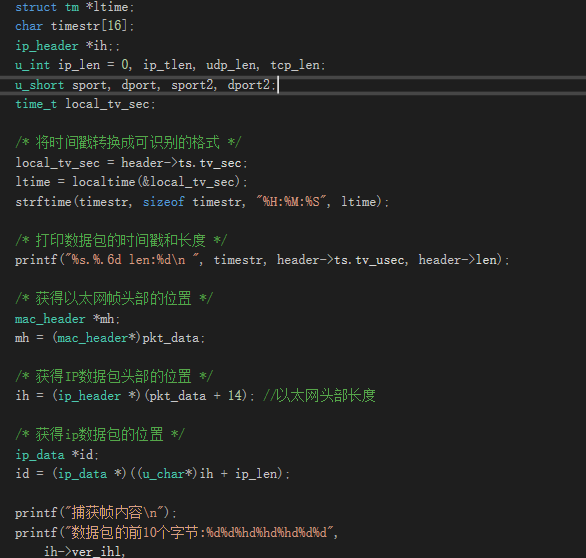 struct tm *ltime;
char timestr[16];
ip_header *ih;;
u_int ip_len = 0, ip_tlen, udp_len, tcp_len;
u_short sport, dport, sport2, dport2;
time_t local_tv_sec;
/* 将时间戳转换成可识别的格式 */
local_tv_sec = header->ts.tv_sec;
ltime = localtime(&local_tv_sec);
strftime(timestr, sizeof timestr, "%H:%M:%S", ltime);
/* 打印数据包的时间戳和长度 */
printf("%s.%.6d len:%d\n ", timestr, header->ts.tv_usec, header->len);
/* 获得以太网帧头部的位置 */
mac_header *mh;
mh = (mac_header*)pkt_data;
/* 获得IP数据包头部的位置 */
ih = (ip_header *)(pkt_data + 14); //以太网头部长度
/* 获得ip数据包的位置 */
ip_data *id;
id = (ip_data *)((u_char*)ih + ip_len);
printf("捕获帧内容\n");
printf("数据包的前10个字节:%d%d%hd%hd%hd%d%d",
ih->ver_ihl,